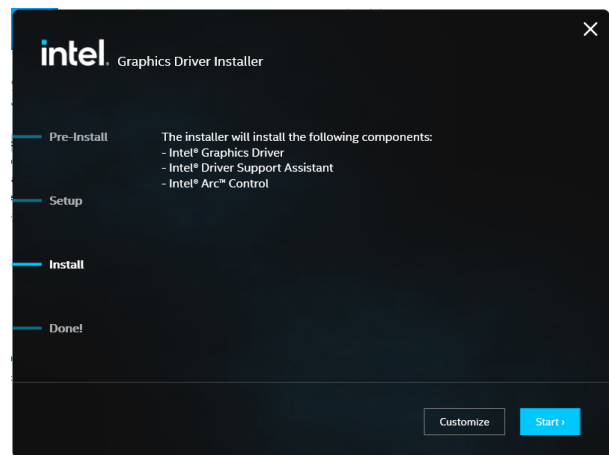 intel. Graphics Driver Installer
Pre-Install
Setup
Install
Done!
The installer will install the following components:
- Intel® Graphics Driver
- Intel® Driver Support Assistant
- Intel® Arc™ Control
Customize
Start ›